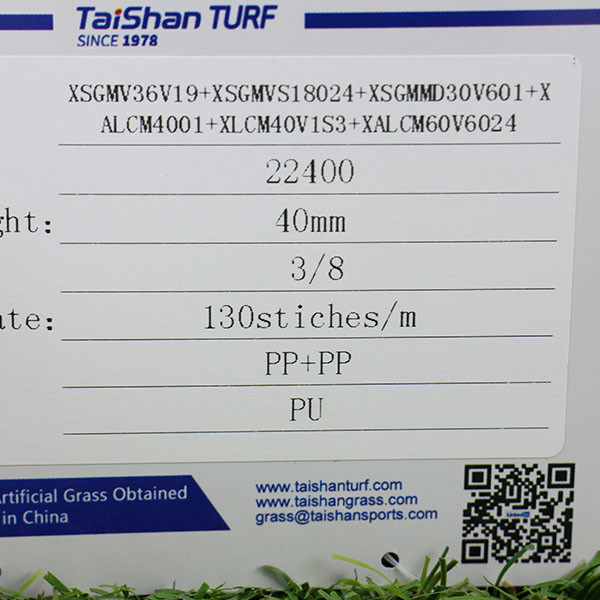 TaiShan TURF
SINCE 1978
XSGMV36V19+XSGMVS18024+XSGMMD30V601+X
ALCM4001+XLCM40V1S3+XALCM60V6024
22400
ght: 40mm
3/8
ate: 130stiches/m
PP+PP
PU
Artificial Grass Obtained
in China
www.taishanturf.com
www.taishangrass.com
grass@taishansports.com